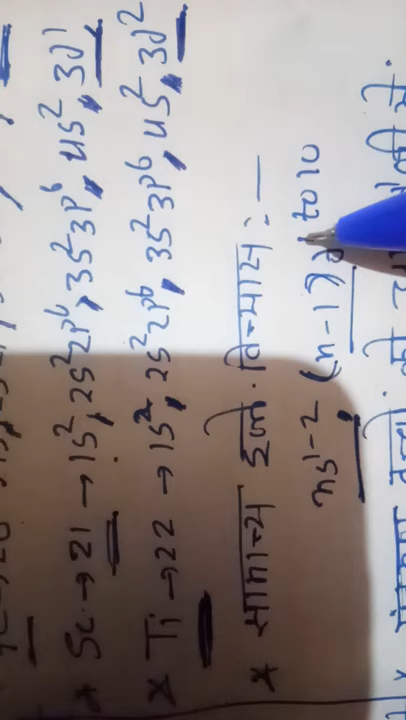 * Sc → 21 → 1s², 2s² 2p⁶, 3s² 3p⁶, 4s², 3d¹
× Ti → 22 → 1s², 2s² 2p⁶, 3s² 3p⁶, 4s², 3d²
* सामान्य इले. विन्यास :—
ns¹⁻² (n-1)d¹ ᵗᵒ ¹⁰